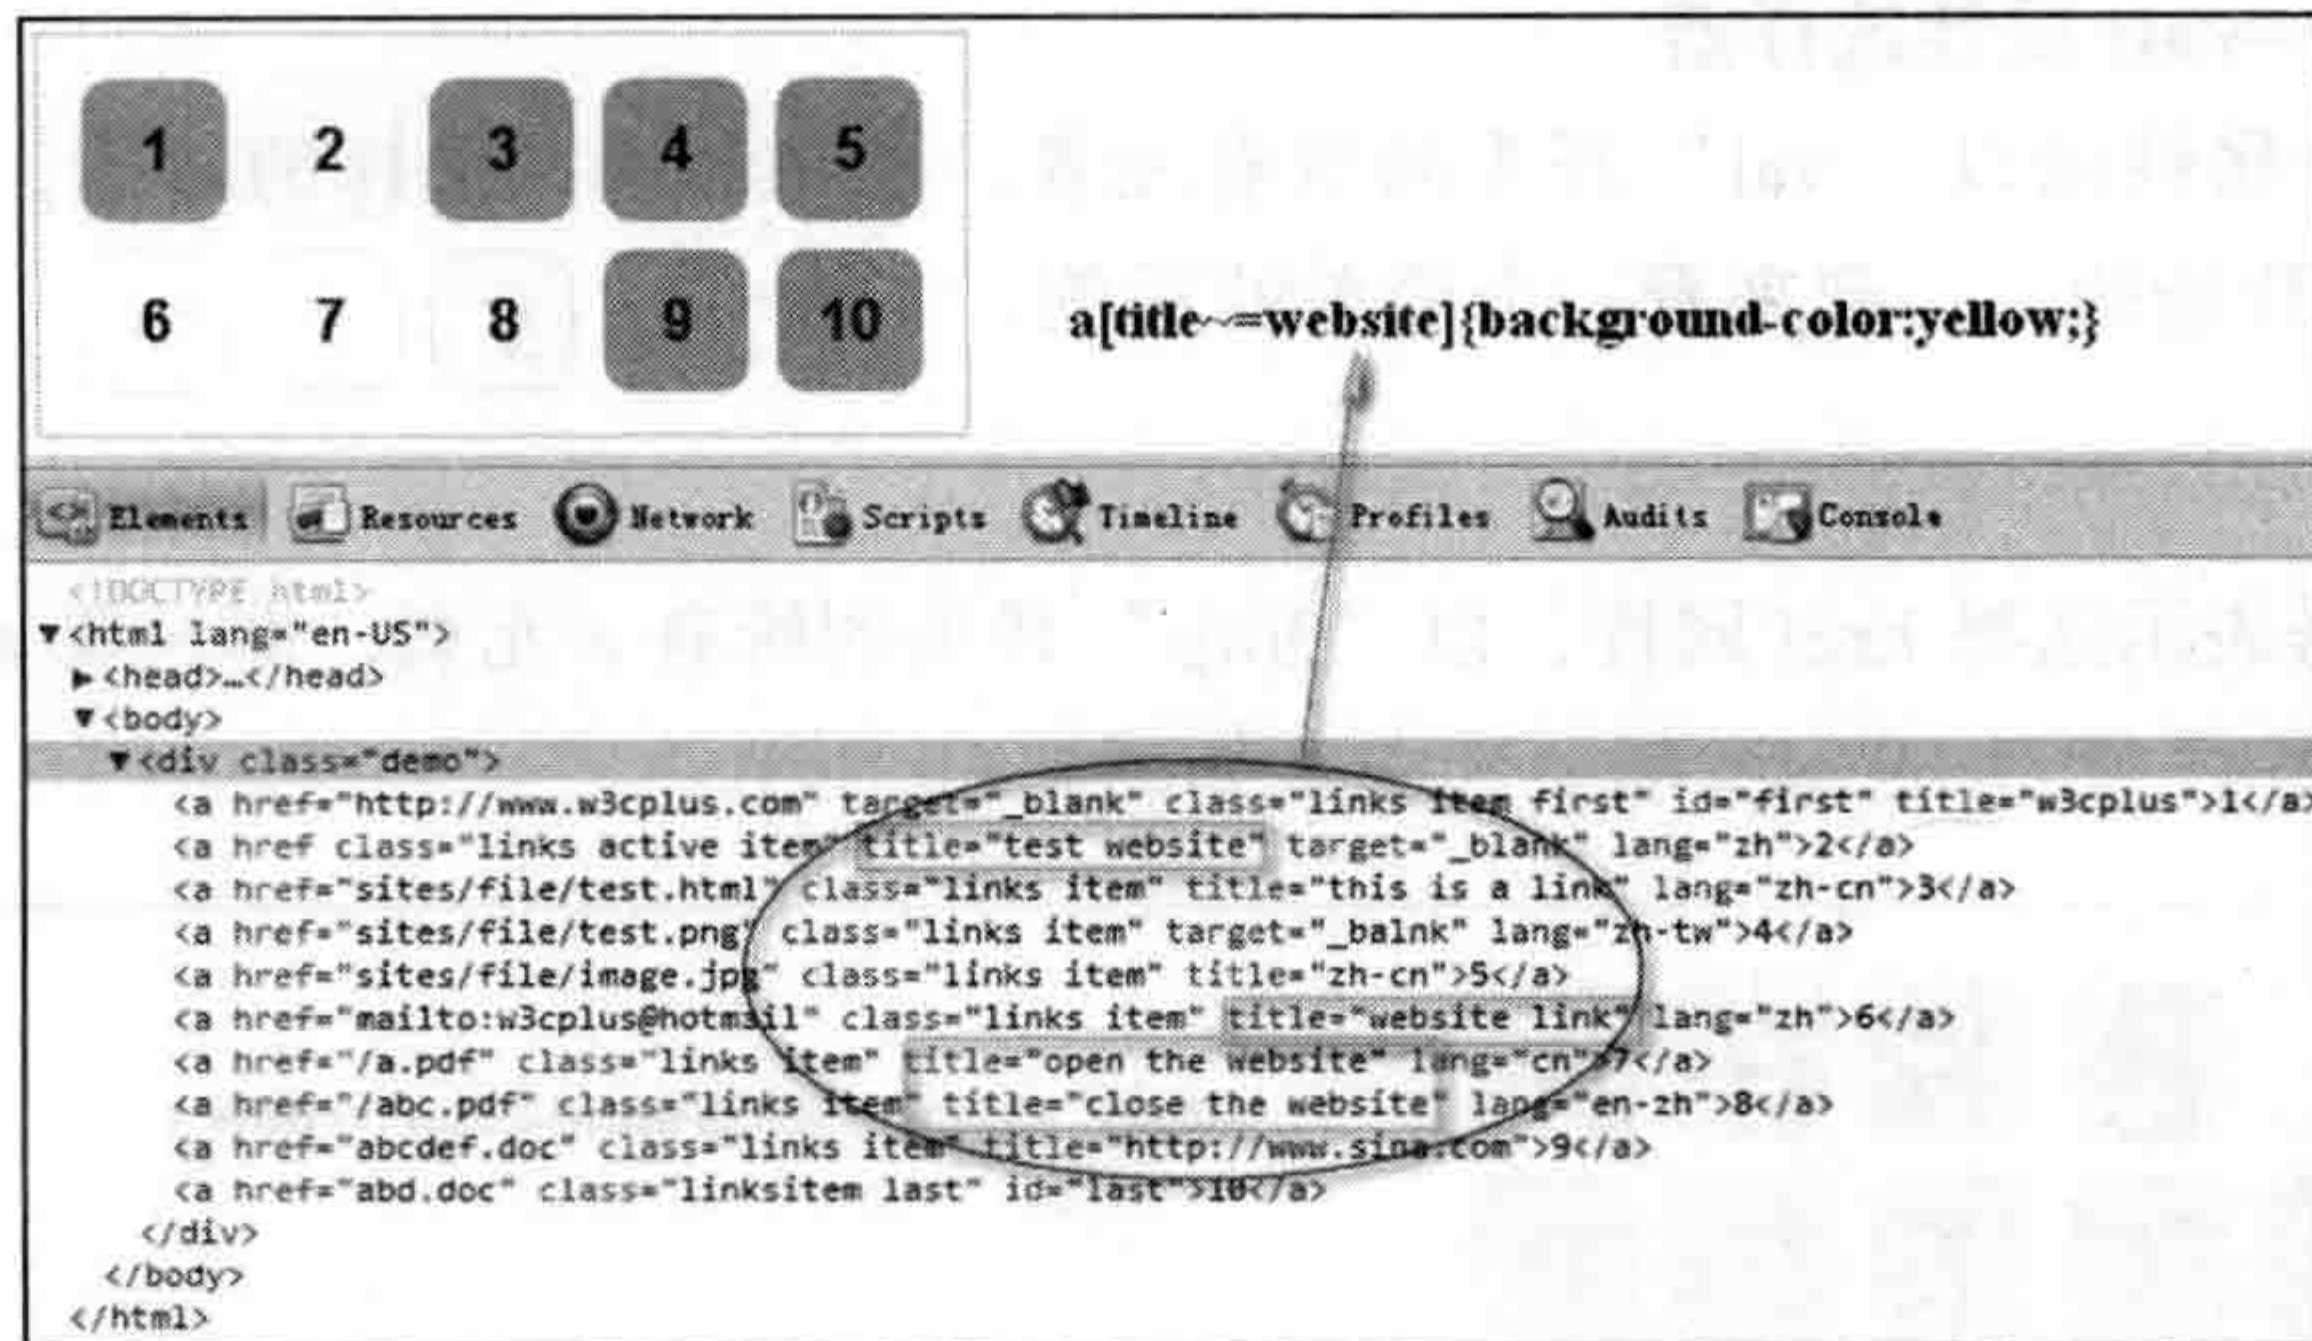 1 2 3 4 5
6 7 8 9 10
a[title~=website]{background-color:yellow;}
Elements Resources Network Scripts Timeline Profiles Audits Console
<!DOCTYPE html>
▼<html lang="en-US">
▶<head>…</head>
▼<body>
▼<div class="demo">
<a href="http://www.w3cplus.com" target="_blank" class="links item first" id="first" title="w3cplus">1</a>
<a href class="links active item" title="test website" target="_blank" lang="zh">2</a>
<a href="sites/file/test.html" class="links item" title="this is a link" lang="zh-cn">3</a>
<a href="sites/file/test.png" class="links item" target="_balnk" lang="zh-tw">4</a>
<a href="sites/file/image.jpg" class="links item" title="zh-cn">5</a>
<a href="mailto:w3cplus@hotmail" class="links item" title="website link" lang="zh">6</a>
<a href="/a.pdf" class="links item" title="open the website" lang="cn">7</a>
<a href="/abc.pdf" class="links item" title="close the website" lang="en-zh">8</a>
<a href="abcdef.doc" class="links item" title="http://www.sina.com">9</a>
<a href="abd.doc" class="linksitem last" id="last">10</a>
</div>
</body>
</html>